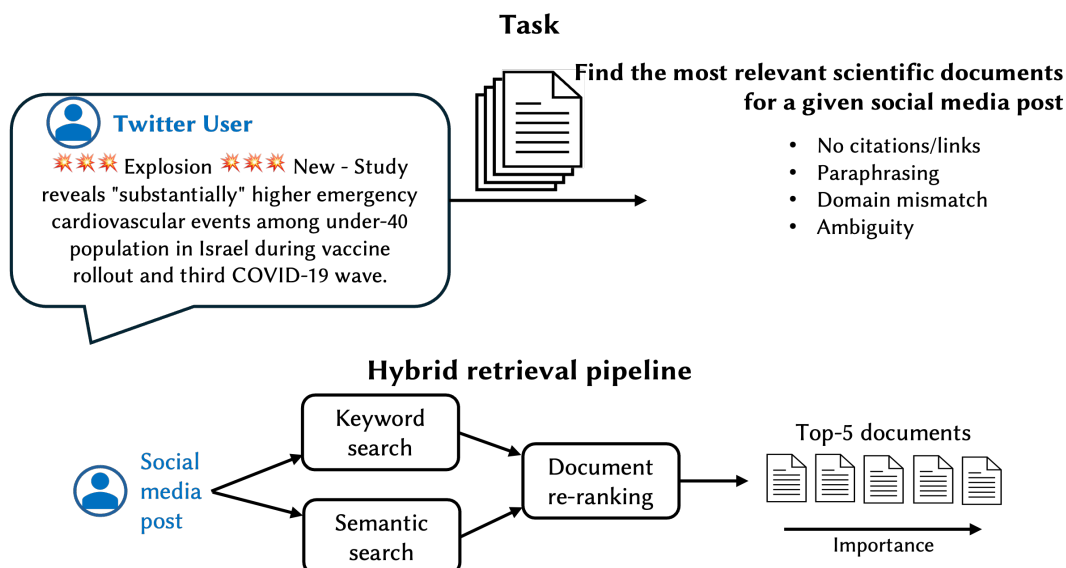 Task
Find the most relevant scientific documents
for a given social media post
Twitter User
💥💥💥 Explosion 💥💥💥 New - Study
reveals "substantially" higher emergency
cardiovascular events among under-40
population in Israel during vaccine
rollout and third COVID-19 wave.
• No citations/links
• Paraphrasing
• Domain mismatch
• Ambiguity
Hybrid retrieval pipeline
Social
media
post
Keyword
search
Semantic
search
Document
re-ranking
Top-5 documents
Importance